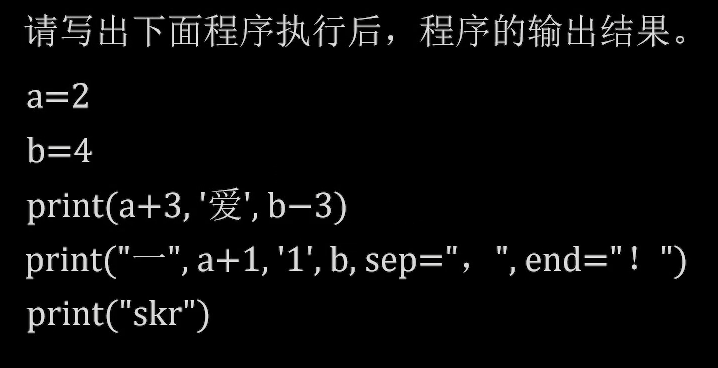 请写出下面程序执行后，程序的输出结果。
a=2
b=4
print(a+3, '爱', b−3)
print("一", a+1, '1', b, sep="，", end="！")
print("skr")